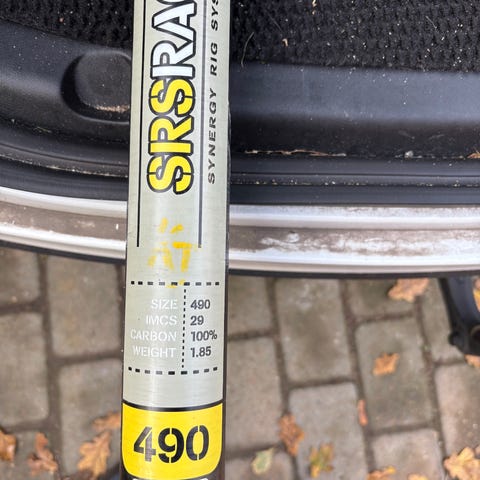 SRSRAC
SYNERGY RIG SYS
SIZE 490
IMCS 29
CARBON 100%
WEIGHT 1.85
490